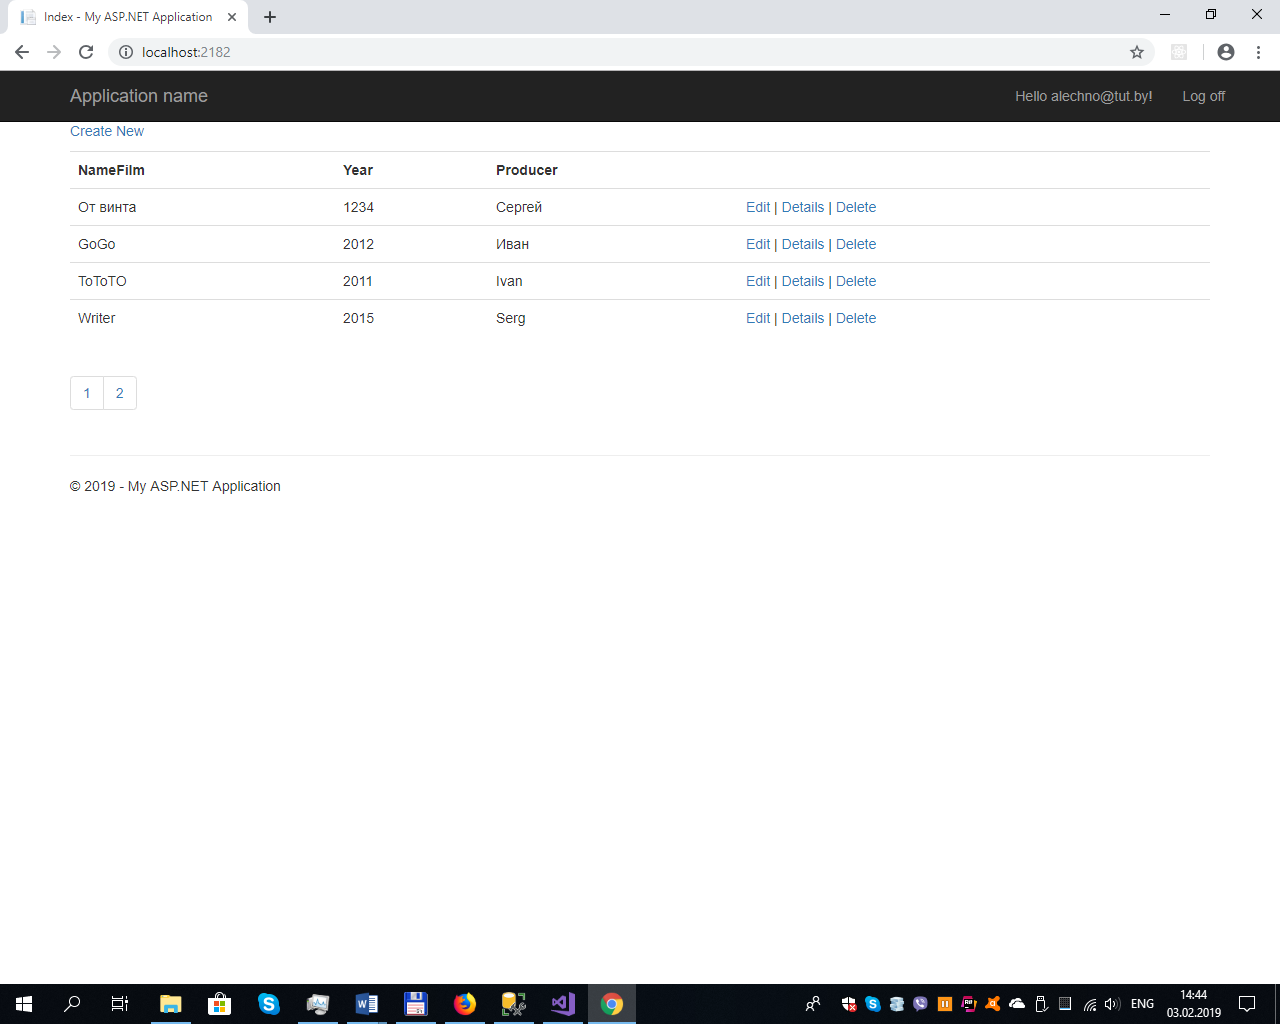 Index - My ASP.NET Application
localhost:2182
Application name Hello alechno@tut.by! Log off
Create New
NameFilm Year Producer
От винта 1234 Сергей Edit | Details | Delete
GoGo 2012 Иван Edit | Details | Delete
ToToTO 2011 Ivan Edit | Details | Delete
Writer 2015 Serg Edit | Details | Delete
1 2
© 2019 - My ASP.NET Application
ENG 14:44
03.02.2019